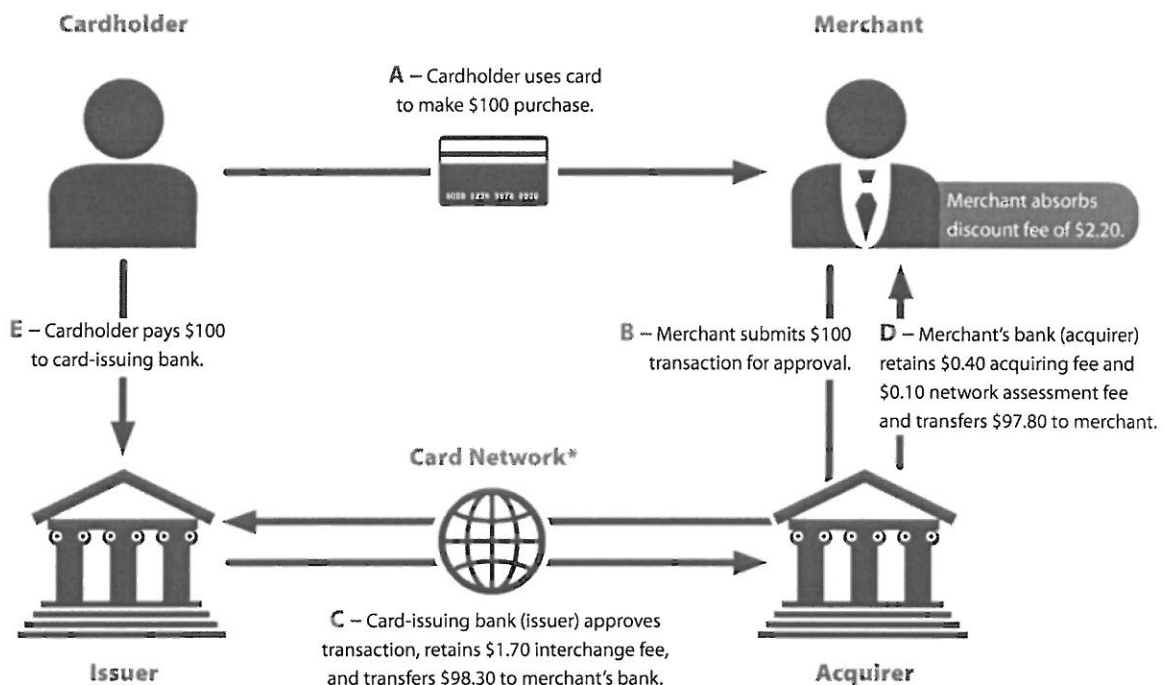 Cardholder
Merchant
A – Cardholder uses card
to make $100 purchase.
Merchant absorbs
discount fee of $2.20.
E – Cardholder pays $100
to card-issuing bank.
B – Merchant submits $100
transaction for approval.
D – Merchant's bank (acquirer)
retains $0.40 acquiring fee and
$0.10 network assessment fee
and transfers $97.80 to merchant.
Card Network*
C – Card-issuing bank (issuer) approves
transaction, retains $1.70 interchange fee,
and transfers $98.30 to merchant's bank.
Issuer
Acquirer